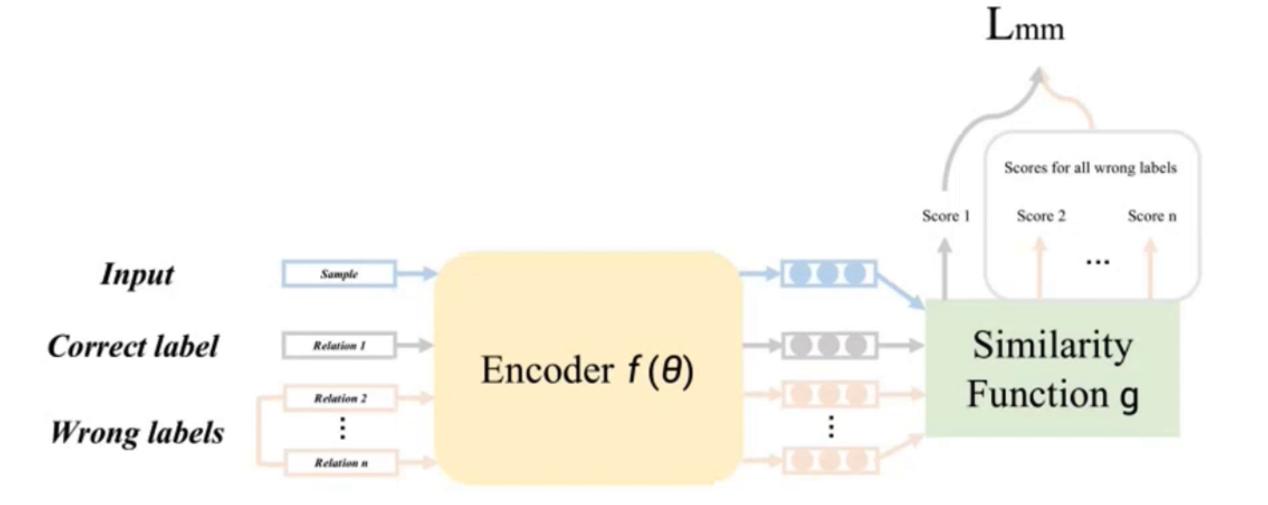 Lmm
Scores for all wrong labels
Score 1
Score 2
Score n
...
Input
Sample
Correct label
Relation 1
Wrong labels
Relation 2
⋮
Relation n
Encoder f(θ)
⋮
Similarity
Function g